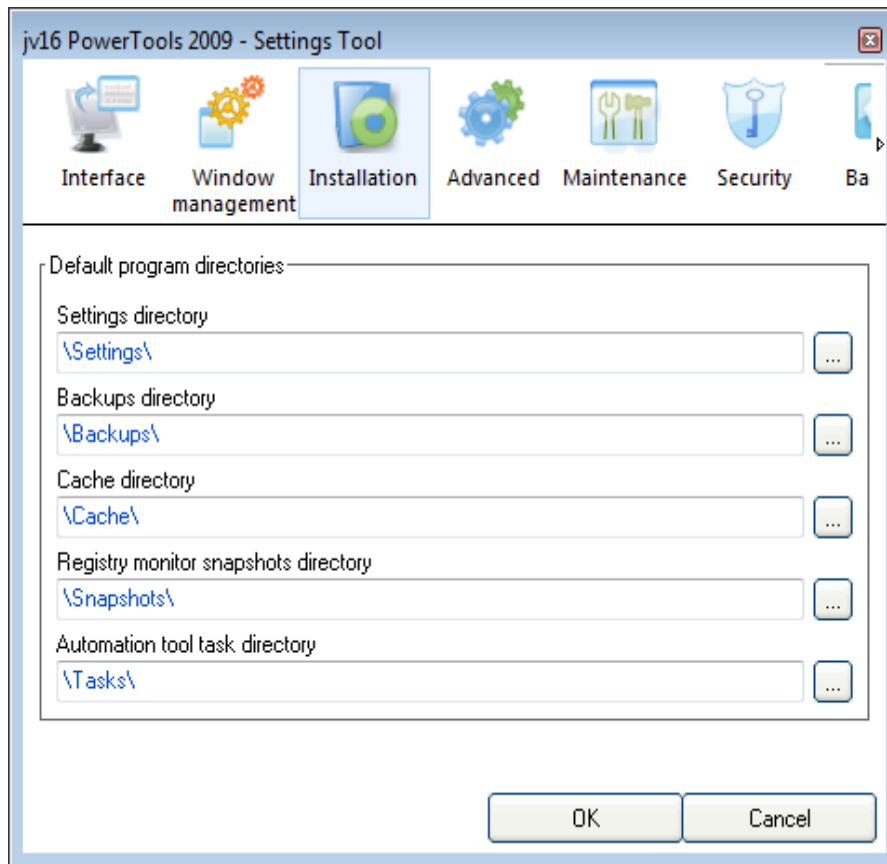 jv16 PowerTools 2009 - Settings Tool
Interface
Window
management
Installation
Advanced
Maintenance
Security
Ba
Default program directories
Settings directory
\Settings\
...
Backups directory
\Backups\
...
Cache directory
\Cache\
...
Registry monitor snapshots directory
\Snapshots\
...
Automation tool task directory
\Tasks\
...
OK
Cancel